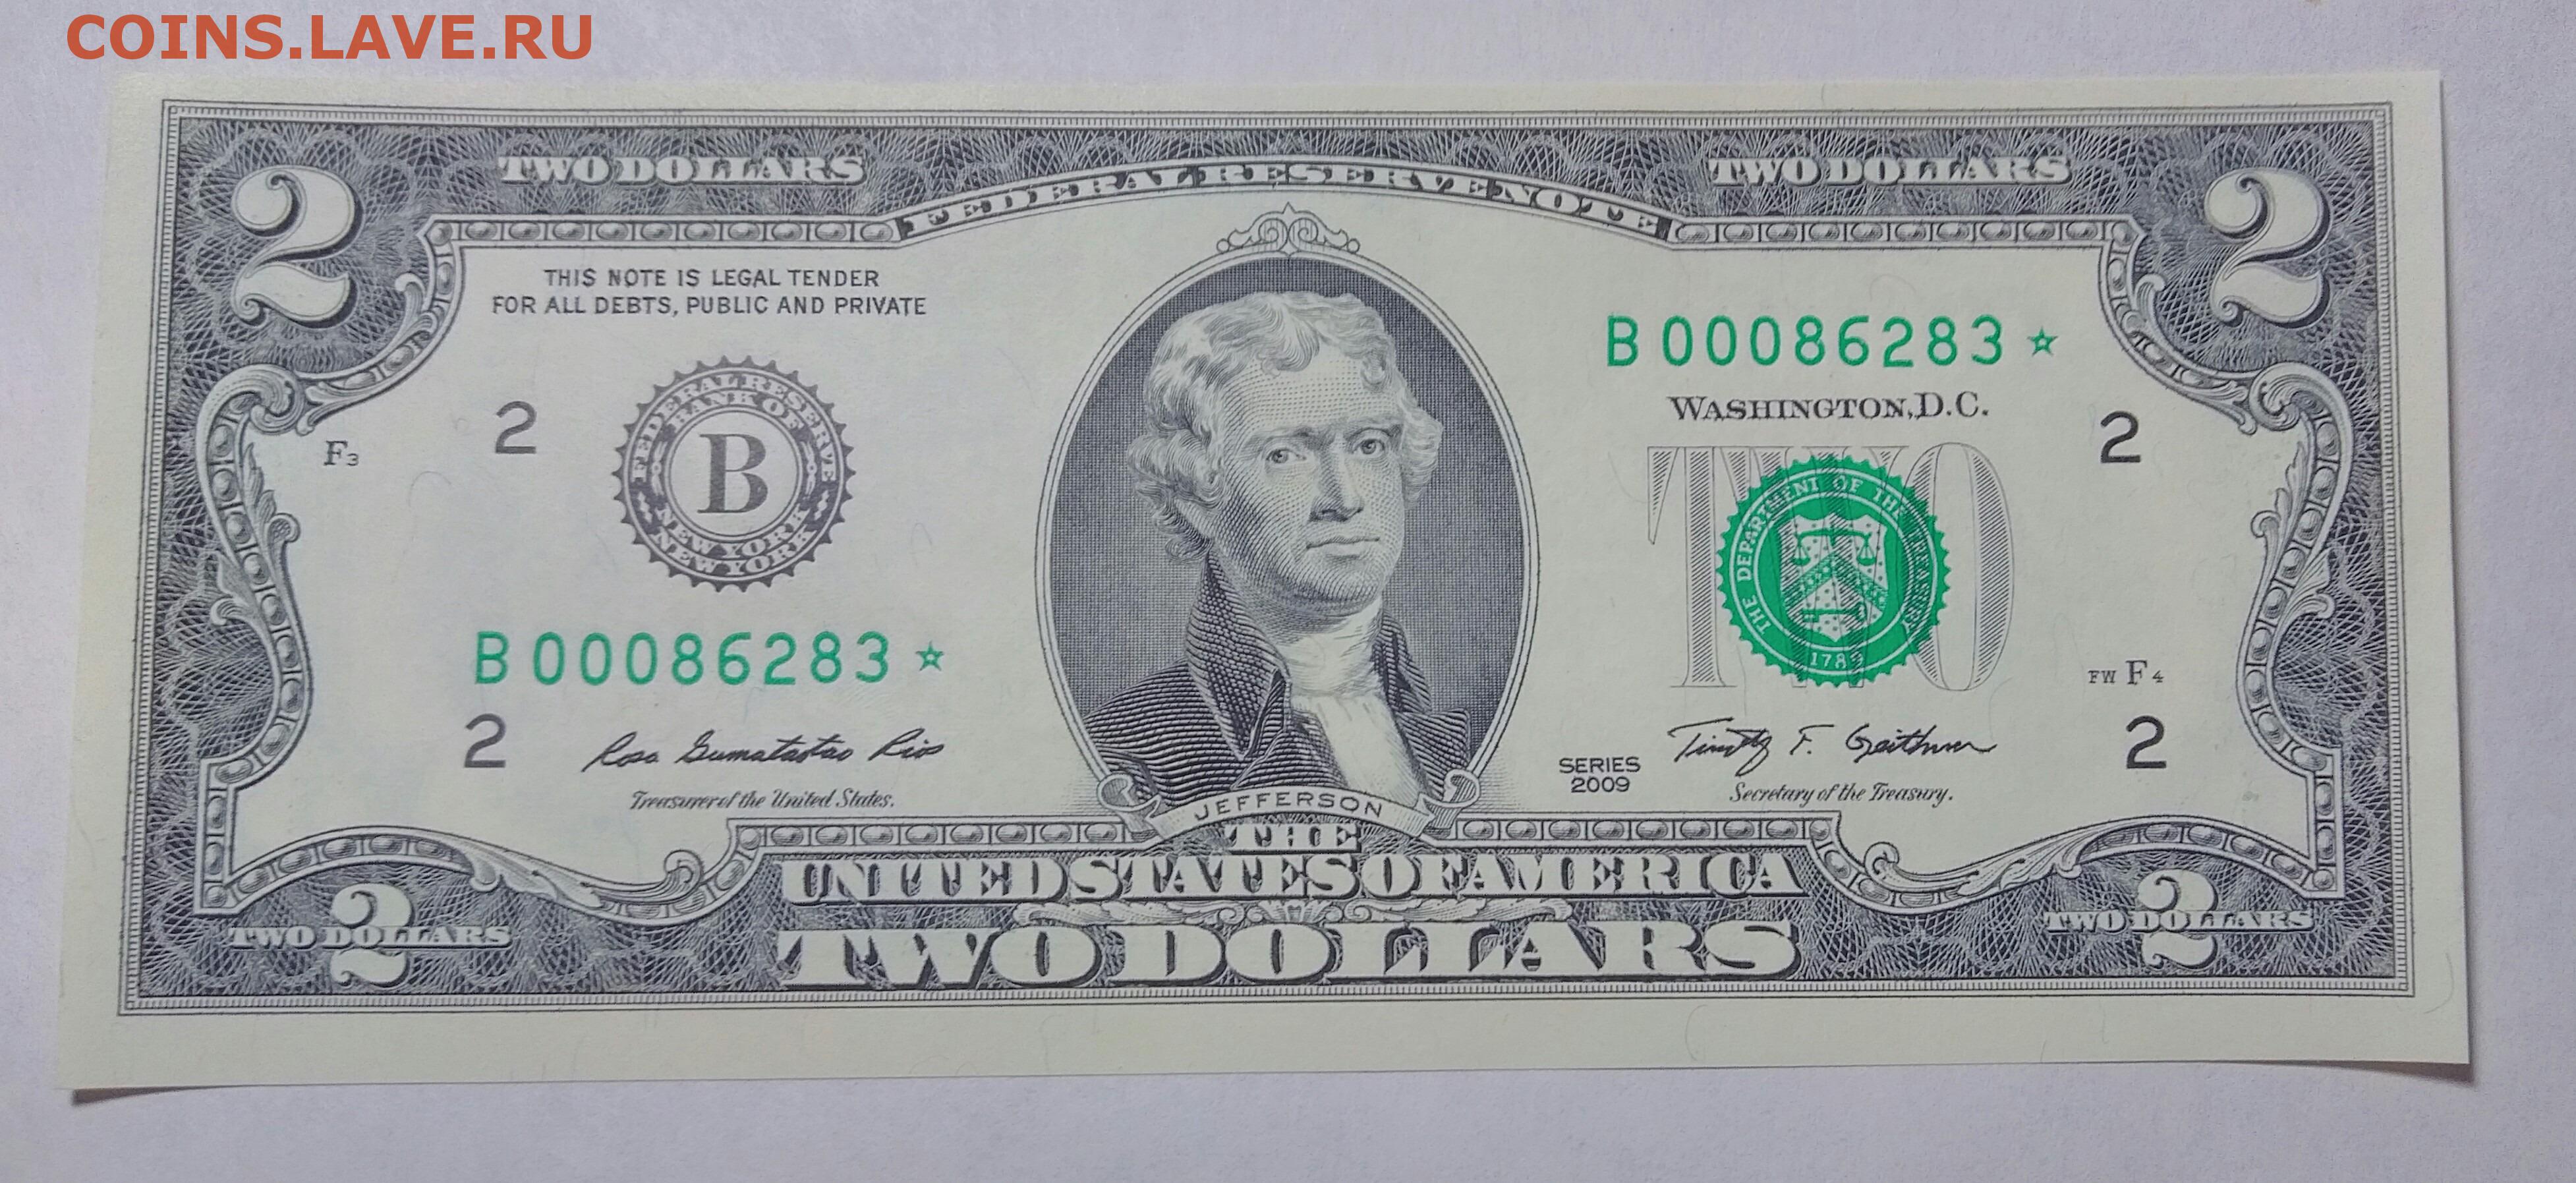 COINS.LAVE.RU
TWO DOLLARS
FEDERAL RESERVE NOTE
TWO DOLLARS
2
2
THIS NOTE IS LEGAL TENDER
FOR ALL DEBTS, PUBLIC AND PRIVATE
B 00086283 ☆
WASHINGTON, D.C.
F3
2
FEDERAL RESERVE
BANK OF
B
NEW YORK
NEW YORK
2
TWO
THE DEPARTMENT OF THE TREASURY
1789
B 00086283 ☆
FW F4
2
Rosa Gumataotao Rios
Treasurer of the United States.
SERIES
2009
Timothy F. Geithner
Secretary of the Treasury.
2
JEFFERSON
THE
UNITED STATES OF AMERICA
TWO DOLLARS
2
TWO DOLLARS
2
TWO DOLLARS